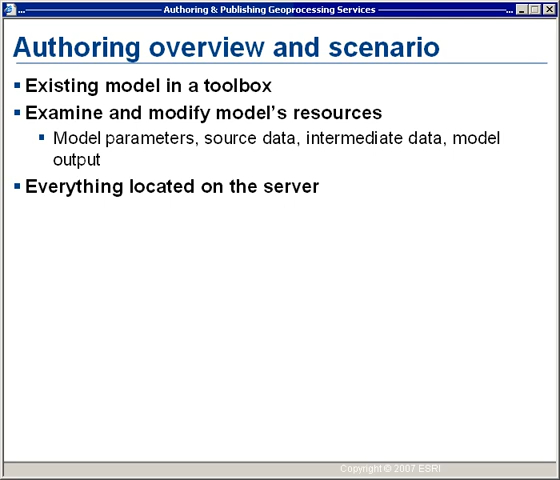 ... Authoring & Publishing Geoprocessing Services ...
Authoring overview and scenario
Existing model in a toolbox
Examine and modify model's resources
Model parameters, source data, intermediate data, model
output
Everything located on the server
Copyright © 2007 ESRI